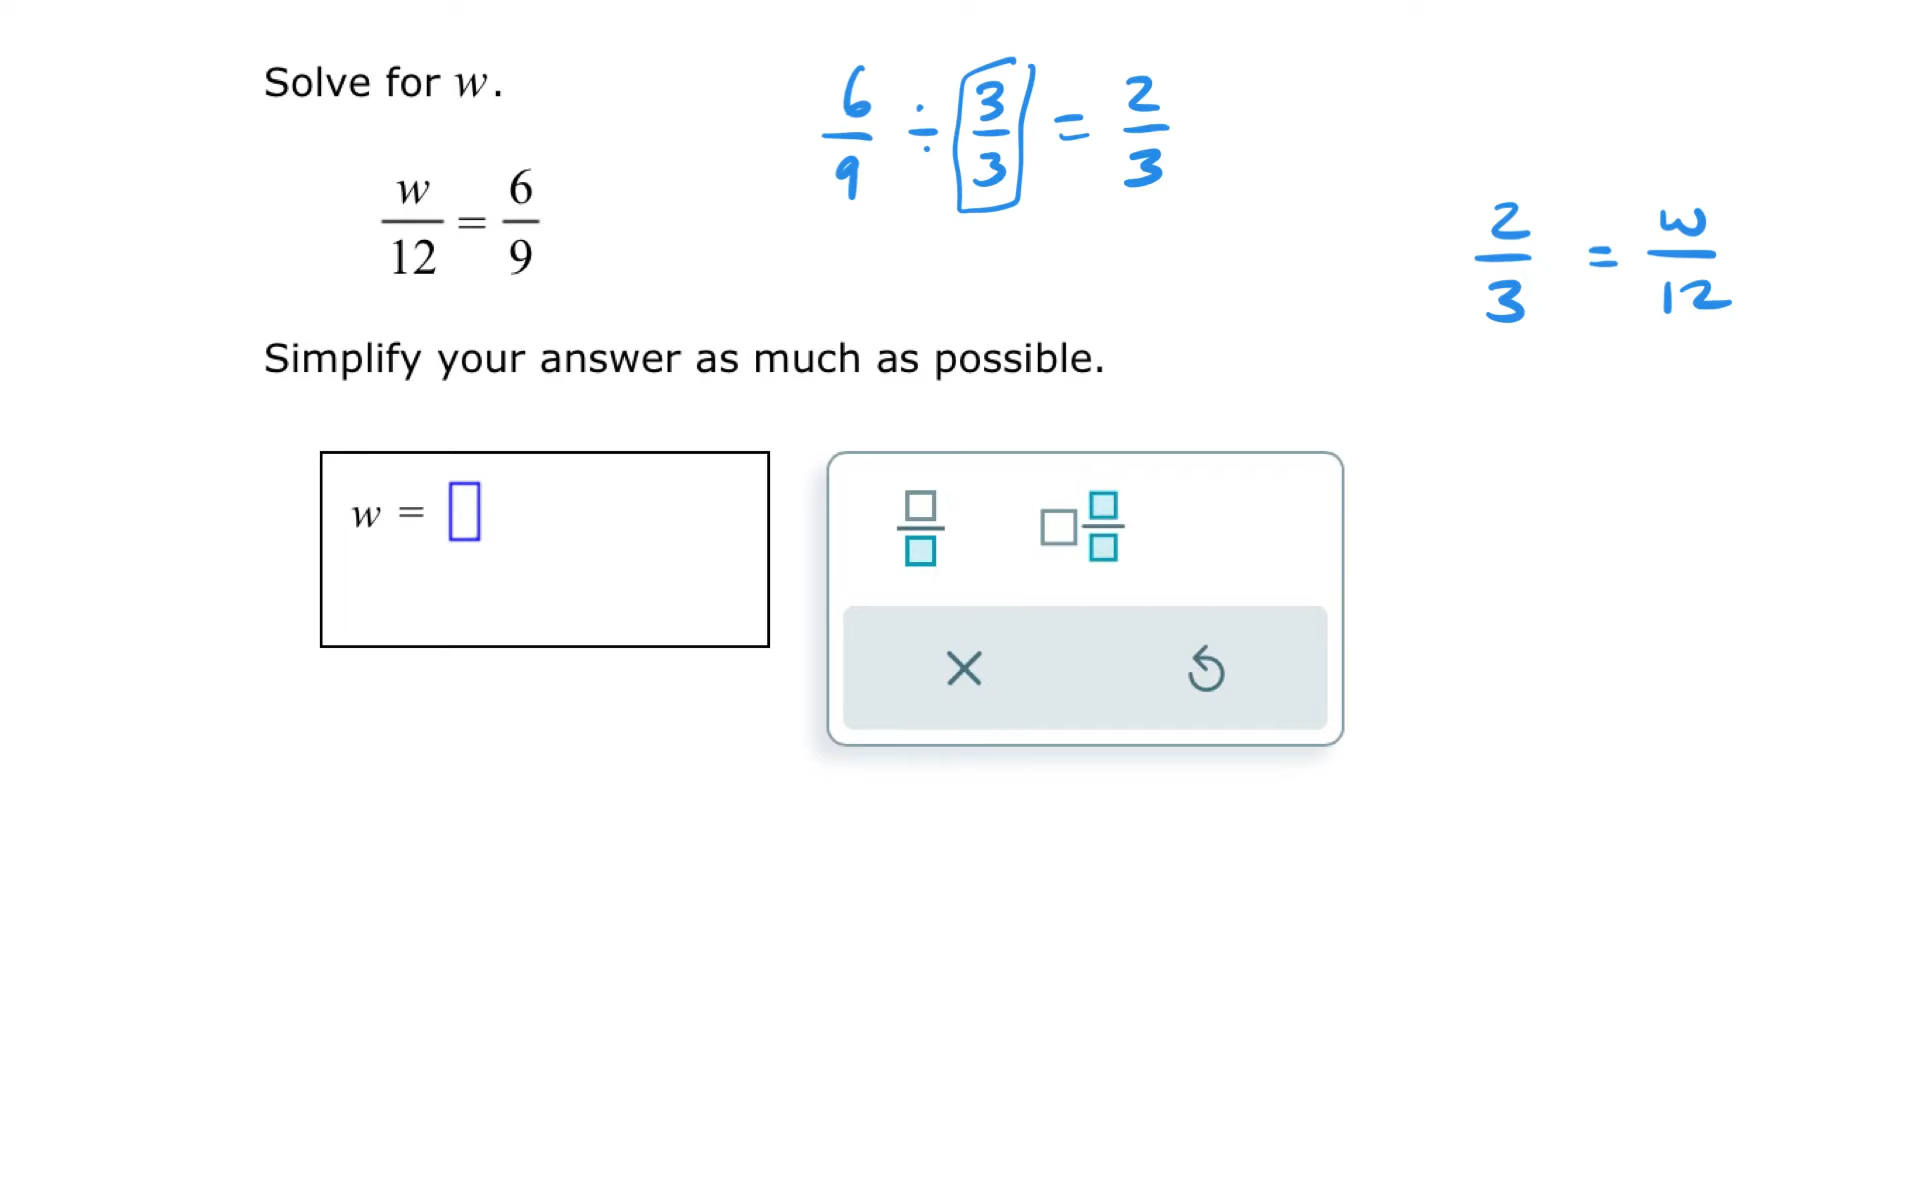 Solve for w.
w/12 = 6/9
6/9 ÷ 3/3 = 2/3
2/3 = w/12
Simplify your answer as much as possible.
w =